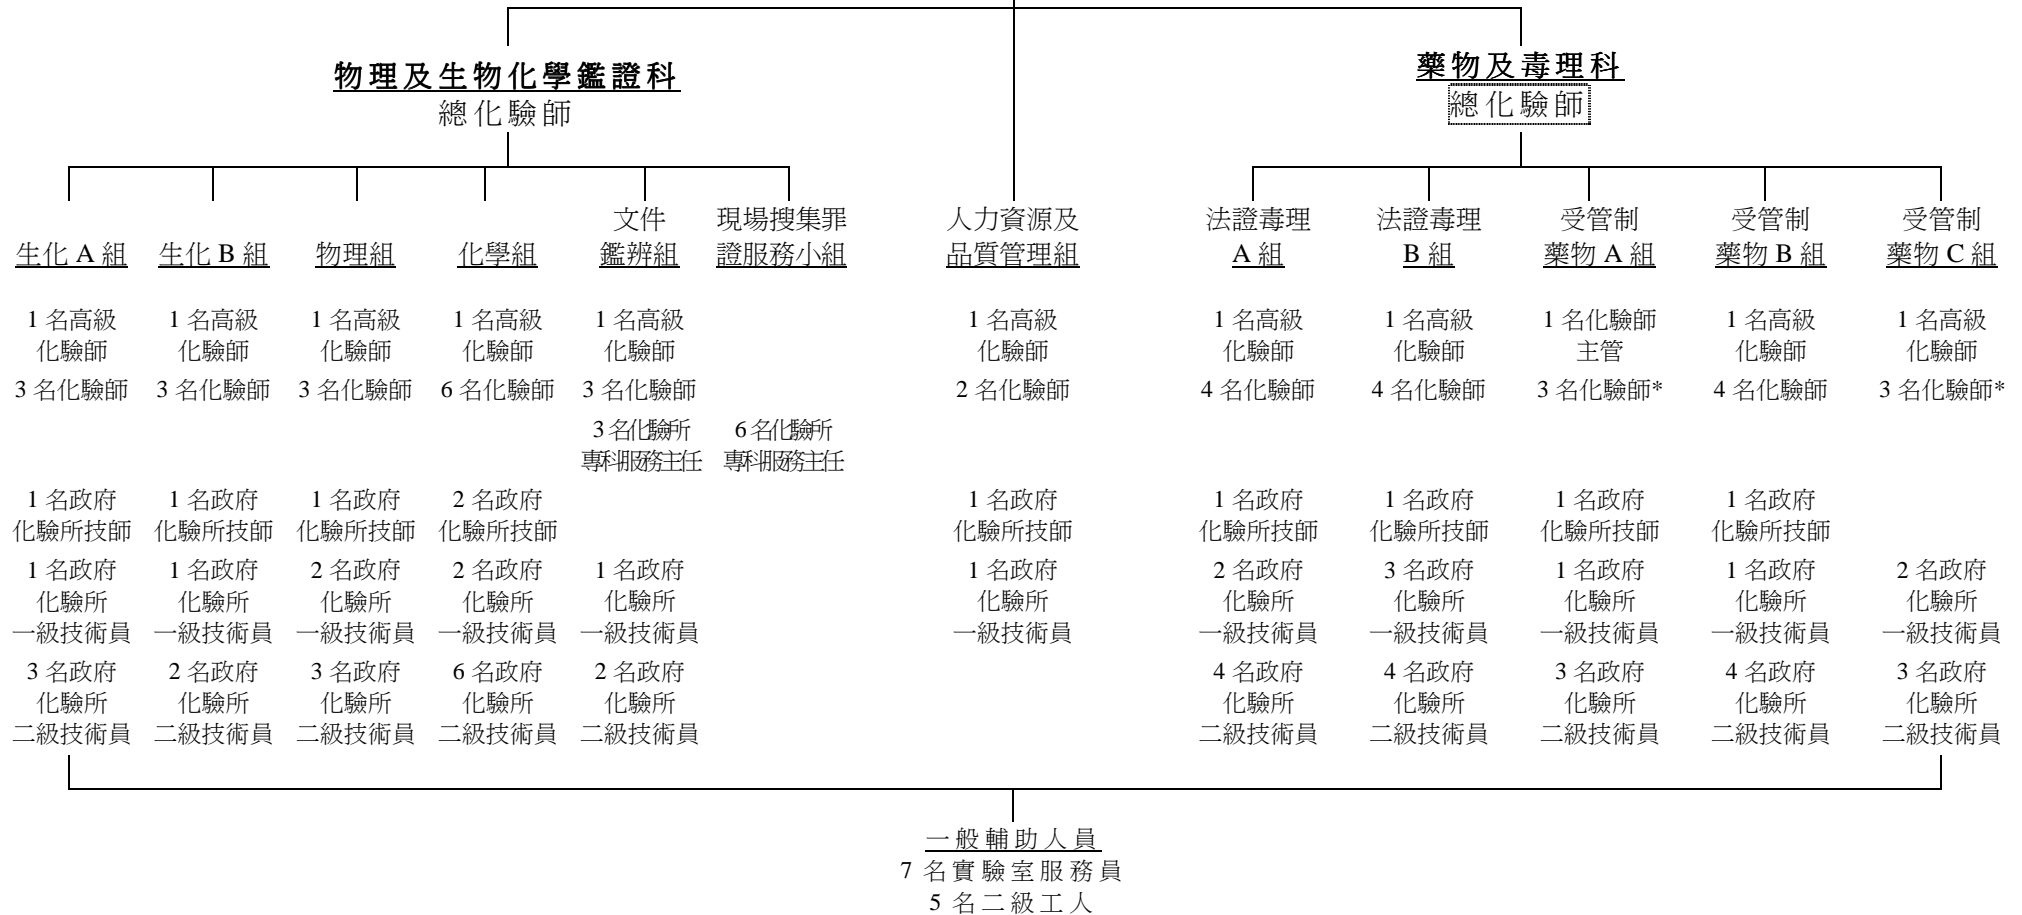 物理及生物化學鑑證科
總化驗師
藥物及毒理科
總化驗師
生化 A 組
生化 B 組
物理組
化學組
文件
鑑辨組
現場搜集罪
證服務小組
人力資源及
品質管理組
法證毒理
A 組
法證毒理
B 組
受管制
藥物 A 組
受管制
藥物 B 組
受管制
藥物 C 組
1 名高級
化驗師
1 名高級
化驗師
1 名高級
化驗師
1 名高級
化驗師
1 名高級
化驗師
1 名高級
化驗師
1 名高級
化驗師
1 名高級
化驗師
1 名化驗師
主管
1 名高級
化驗師
1 名高級
化驗師
3 名化驗師
3 名化驗師
3 名化驗師
6 名化驗師
3 名化驗師
2 名化驗師
4 名化驗師
4 名化驗師
3 名化驗師*
4 名化驗師
3 名化驗師*
3 名化驗所
專科服務主任
6 名化驗所
專科服務主任
1 名政府
化驗所技師
1 名政府
化驗所技師
1 名政府
化驗所技師
2 名政府
化驗所技師
1 名政府
化驗所技師
1 名政府
化驗所技師
1 名政府
化驗所技師
1 名政府
化驗所技師
1 名政府
化驗所技師
1 名政府
化驗所
一級技術員
1 名政府
化驗所
一級技術員
2 名政府
化驗所
一級技術員
2 名政府
化驗所
一級技術員
1 名政府
化驗所
一級技術員
1 名政府
化驗所
一級技術員
2 名政府
化驗所
一級技術員
3 名政府
化驗所
一級技術員
1 名政府
化驗所
一級技術員
1 名政府
化驗所
一級技術員
2 名政府
化驗所
一級技術員
3 名政府
化驗所
二級技術員
2 名政府
化驗所
二級技術員
3 名政府
化驗所
二級技術員
6 名政府
化驗所
二級技術員
2 名政府
化驗所
二級技術員
4 名政府
化驗所
二級技術員
4 名政府
化驗所
二級技術員
3 名政府
化驗所
二級技術員
4 名政府
化驗所
二級技術員
3 名政府
化驗所
二級技術員
一般輔助人員
7 名實驗室服務員
5 名二級工人